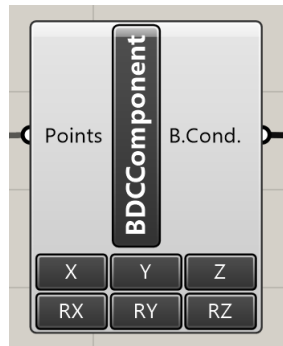 Points
BDCComponent
B.Cond.
X Y Z
RX RY RZ